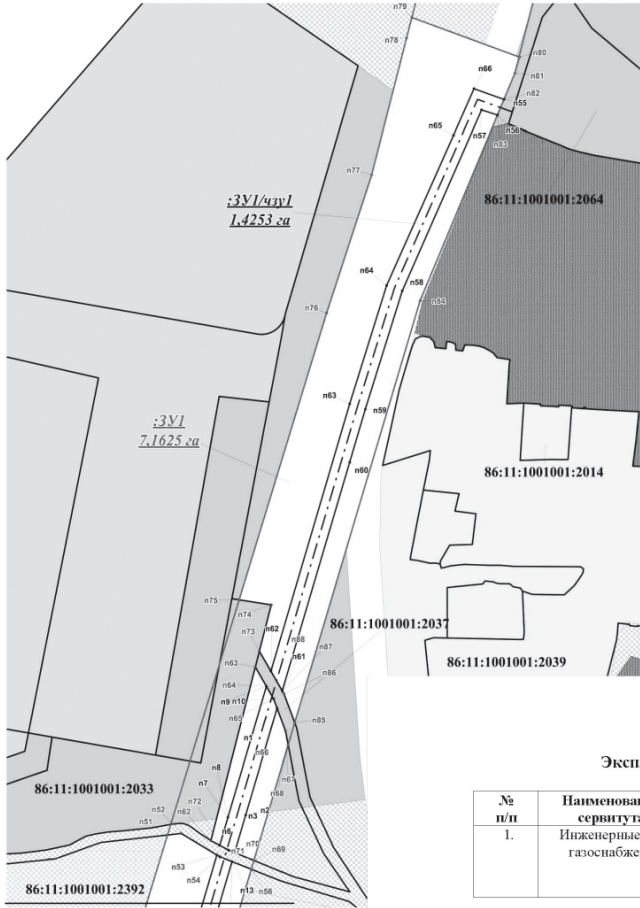 n79
n78
n80
n66
n81
n82
n55
n65
n57
n56
n83
n77
:ЗУ1/чзу1
1,4253 га
86:11:1001001:2064
n64
n58
n84
n76
n63
n59
:ЗУ1
7,1625 га
n60
86:11:1001001:2014
n75
n74
n62
n73
86:11:1001001:2037
n88
n87
n61
n63
86:11:1001001:2039
n86
n64
n9 n10
n65
n85
n1
n66
n8
n67
n7
86:11:1001001:2033
n68
n72
n52
n62
n2
n51
n3
n6
n70
n69
n71
n53
n54
86:11:1001001:2392
n13 n56
Экспл
№
п/п
Наименован
сервитута
1.
Инженерные
газоснабже